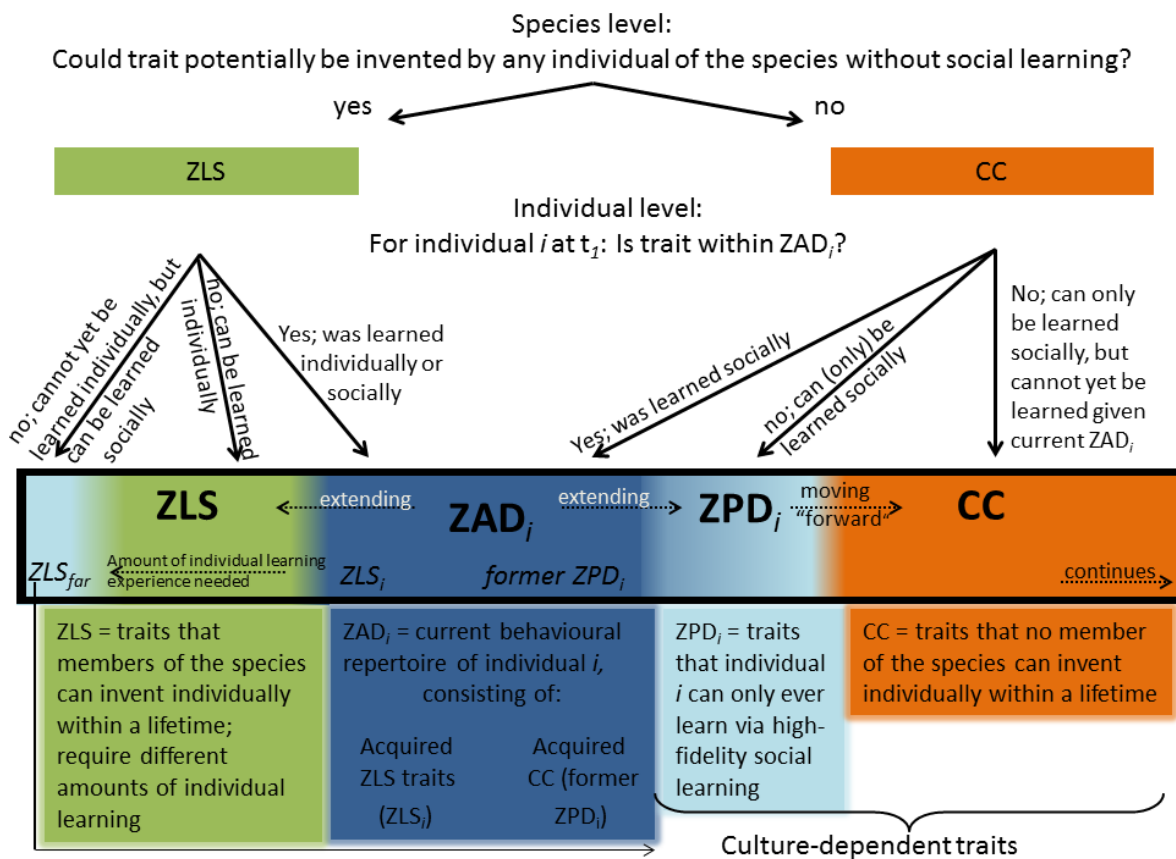 Species level:
Could trait potentially be invented by any individual of the species without social learning?
yes
no
ZLS
CC
Individual level:
For individual i at t1: Is trait within ZADi?
no; cannot yet be
learned individually, but
can be learned
socially
no; can be learned
individually
Yes; was learned
individually or
socially
Yes; was learned socially
no; can (only) be
learned socially
No; can only
be learned
socially, but
cannot yet be
learned given
current ZADi
ZLS
extending
ZADi
extending
ZPDi
moving
"forward"
CC
ZLSfar
Amount of individual learning
experience needed
ZLSi
former ZPDi
continues
ZLS = traits that
members of the species
can invent individually
within a lifetime;
require different
amounts of individual
learning
ZADi = current behavioural
repertoire of individual i,
consisting of:
Acquired
ZLS traits
(ZLSi)
Acquired
CC (former
ZPDi)
ZPDi = traits
that individual
i can only ever
learn via high-
fidelity social
learning
CC = traits that no member
of the species can invent
individually within a lifetime
Culture-dependent traits